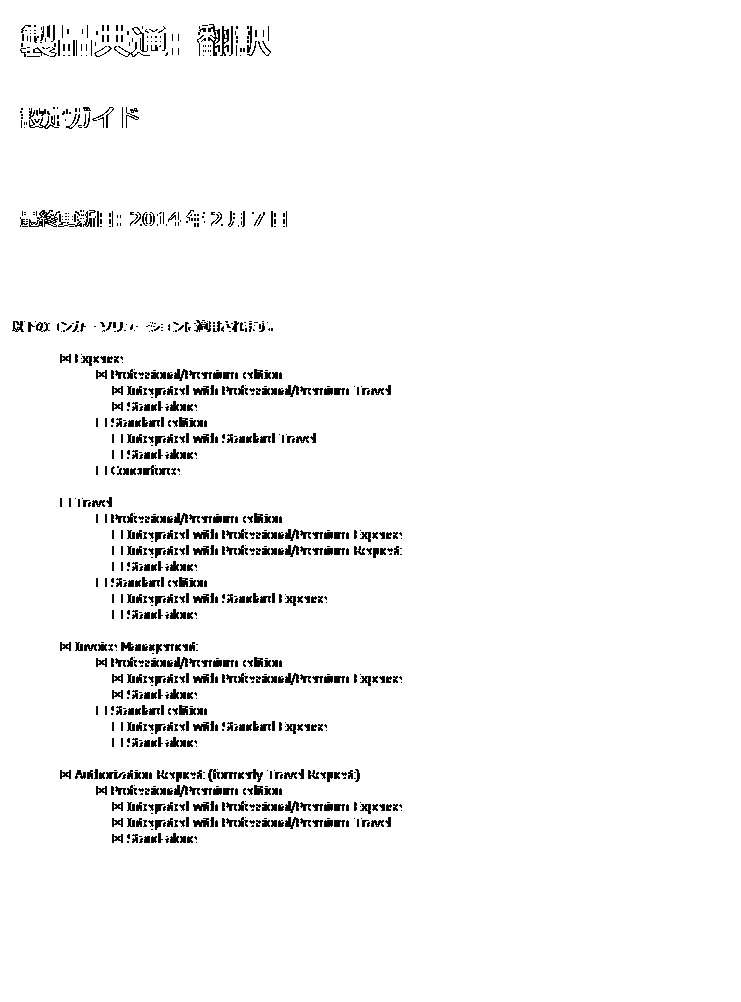 製品共通: 翻訳
設定ガイド
最終更新日: 2014 年 2 月 7 日
以下のコンカー・ソリューションに適用されます。
☒ Expense
☒ Professional/Premium edition
☒ Integrated with Professional/Premium Travel
☒ Stand-alone
☐ Standard edition
☐ Integrated with Standard Travel
☐ Stand-alone
☐ Concurforce
☐ Travel
☐ Professional/Premium edition
☐ Integrated with Professional/Premium Expense
☐ Integrated with Professional/Premium Request
☐ Stand-alone
☐ Standard edition
☐ Integrated with Standard Expense
☐ Stand-alone
☒ Invoice Management
☒ Professional/Premium edition
☒ Integrated with Professional/Premium Expense
☒ Stand-alone
☐ Standard edition
☐ Integrated with Standard Expense
☐ Stand-alone
☒ Authorization Request (formerly Travel Request)
☒ Professional/Premium edition
☒ Integrated with Professional/Premium Expense
☒ Integrated with Professional/Premium Travel
☒ Stand-alone